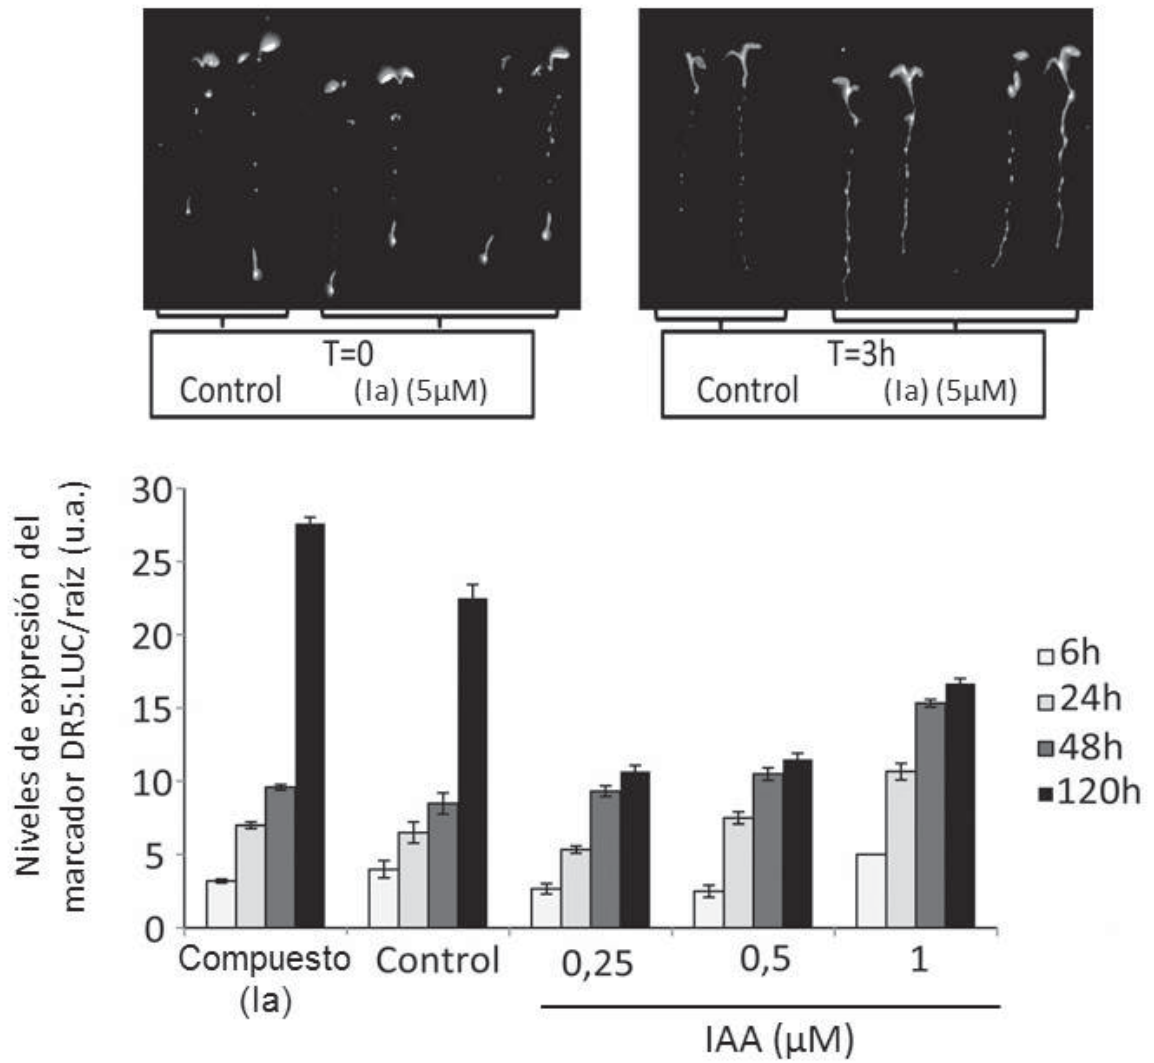 T=0
Control (Ia) (5µM)
T=3h
Control (Ia) (5µM)
Niveles de expresión del
marcador DR5:LUC/raíz (u.a.)
30
25
20
15
10
5
0
6h
24h
48h
120h
Compuesto
(Ia)
Control
0,25
0,5
1
IAA (µM)